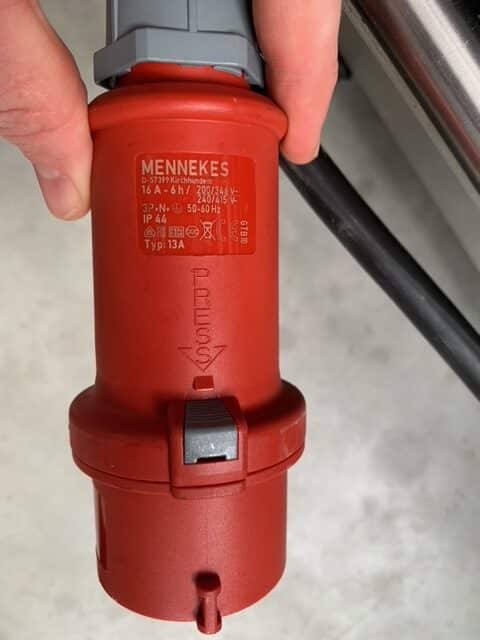 MENNEKES
D-57399 Kirchhundem
16 A - 6 h / 200/346 V~
240/415 V~
3P+N+⏚ 50-60 Hz
IP 44
Typ: 13A
PRESS